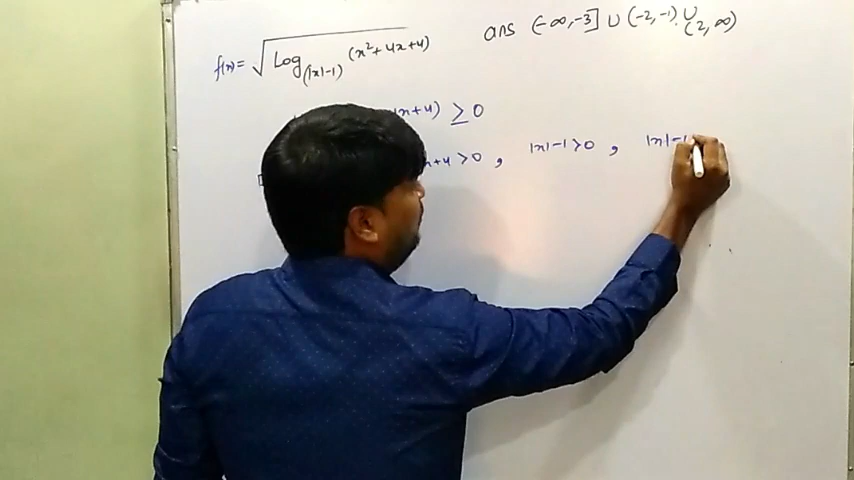 f(x) = √Log(|x|-1) (x²+4x+4)
ans (-∞,-3] ∪ (-2,-1) ∪ (2,∞)
x+4) ≥ 0
x+4 > 0 , |x|-1 > 0 , |x|-1